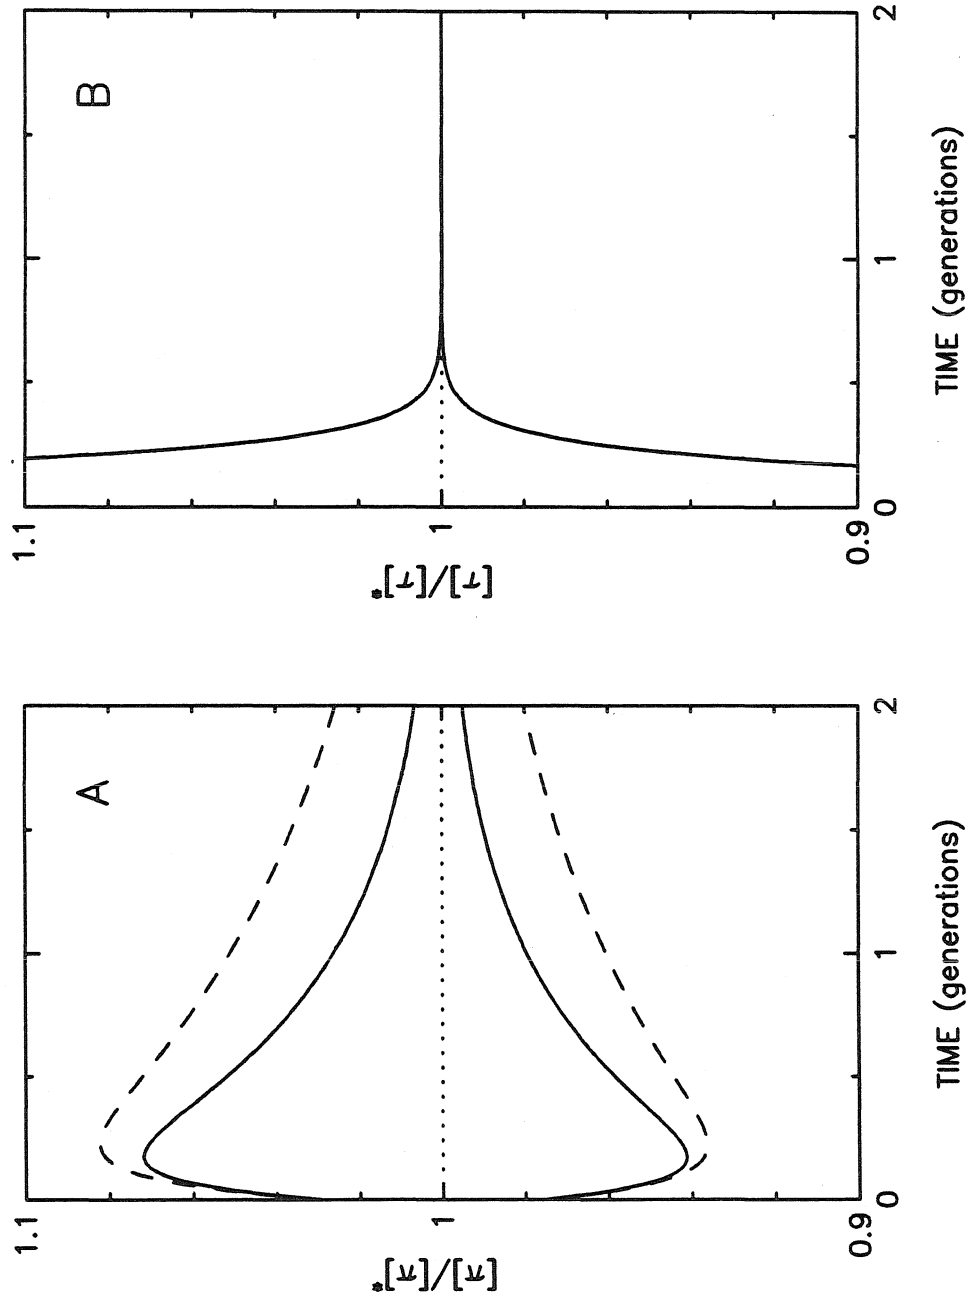 A
1.1
1
0.9
[π]/[π]*
0
1
2
TIME (generations)
B
1.1
1
0.9
[τ]/[τ]*
0
1
2
TIME (generations)